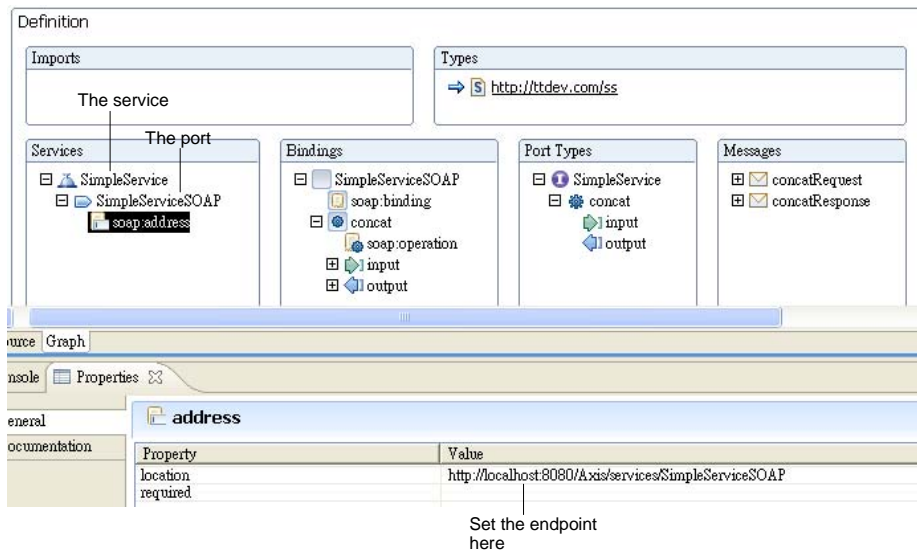 Definition
Imports
Types
http://ttdev.com/ss
The service
The port
Services
SimpleService
SimpleServiceSOAP
soap:address
Bindings
SimpleServiceSOAP
soap:binding
concat
soap:operation
input
output
Port Types
SimpleService
concat
input
output
Messages
concatRequest
concatResponse
ource Graph
nsole Properties
eneral
ocumentation
address
Property Value
location http://localhost:8080/Axis/services/SimpleServiceSOAP
required
Set the endpoint
here